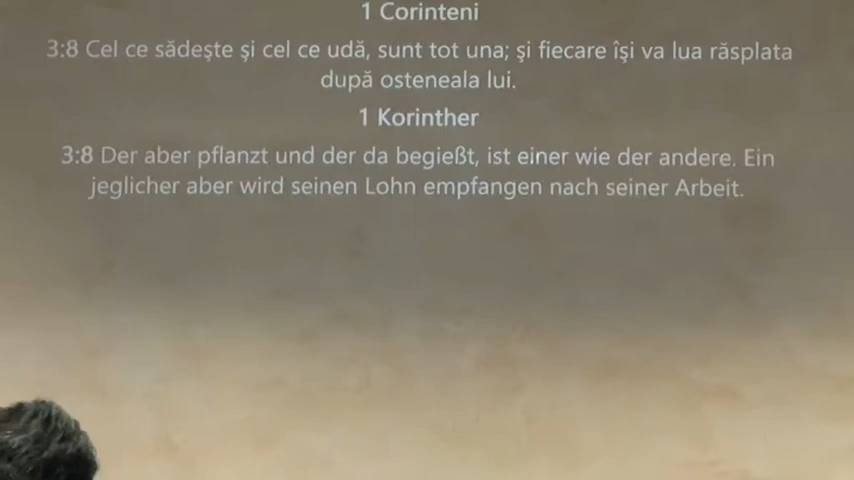 1 Corinteni
3:8 Cel ce sădeşte şi cel ce udă, sunt tot una; şi fiecare îşi va lua răsplata
după osteneala lui.
1 Korinther
3:8 Der aber pflanzt und der da begießt, ist einer wie der andere. Ein
jeglicher aber wird seinen Lohn empfangen nach seiner Arbeit.